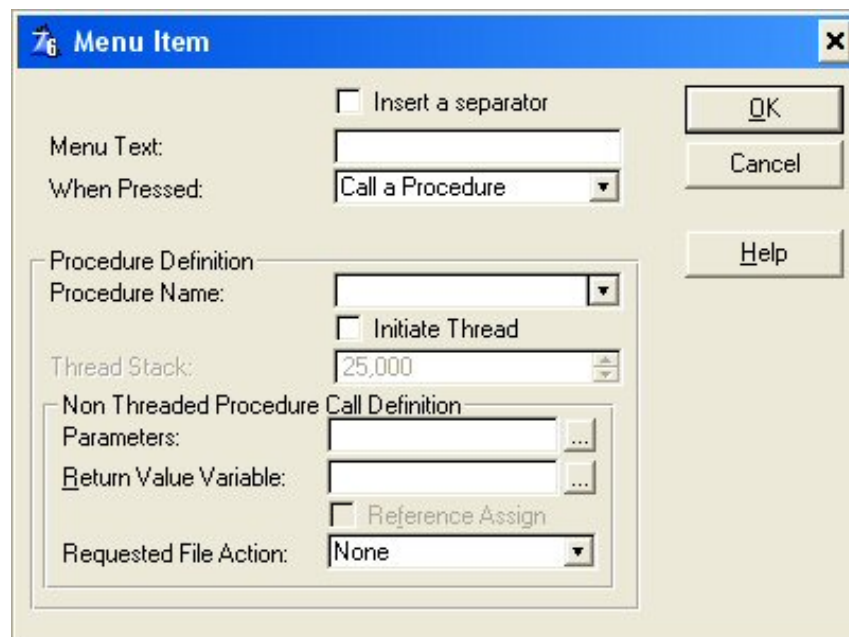 Menu Item
Insert a separator
OK
Menu Text:
Cancel
When Pressed: Call a Procedure
Help
Procedure Definition
Procedure Name:
Initiate Thread
Thread Stack: 25,000
Non Threaded Procedure Call Definition
Parameters: ...
Return Value Variable: ...
Reference Assign
Requested File Action: None